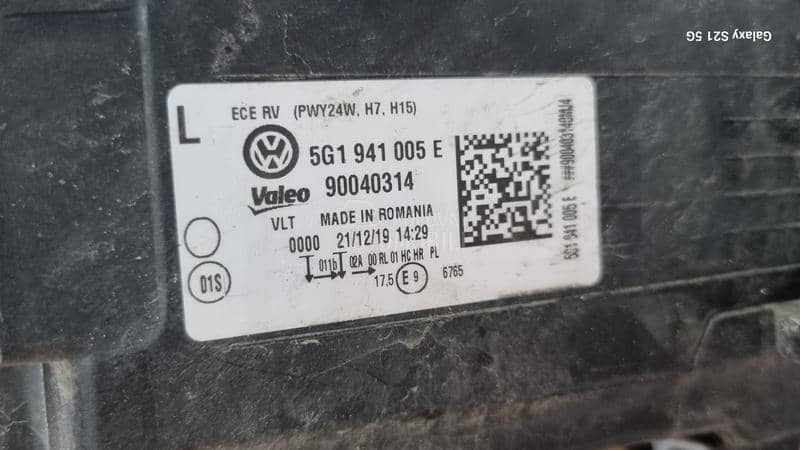 Galaxy S21 5G
L
ECE RV (PWY24W, H7, H15)
5G1 941 005 E
Valeo 90040314
VLT MADE IN ROMANIA
0000 21/12/19 14:29
011b 02A 00 RL 01 HC HR PL
17.5 E 9 6765
01S
5G1 941 005 E